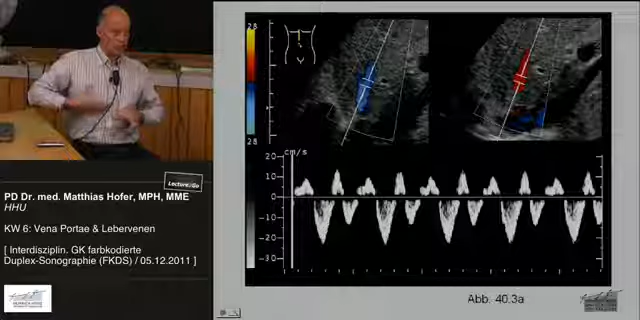 Lecture2Go
PD Dr. med. Matthias Hofer, MPH, MME
HHU
KW 6: Vena Portae & Lebervenen
[ Interdisziplin. GK farbkodierte
Duplex-Sonographie (FKDS) / 05.12.2011 ]
28
28
cm/s
20
10
0
-10
-20
-30
Abb. 40.3a